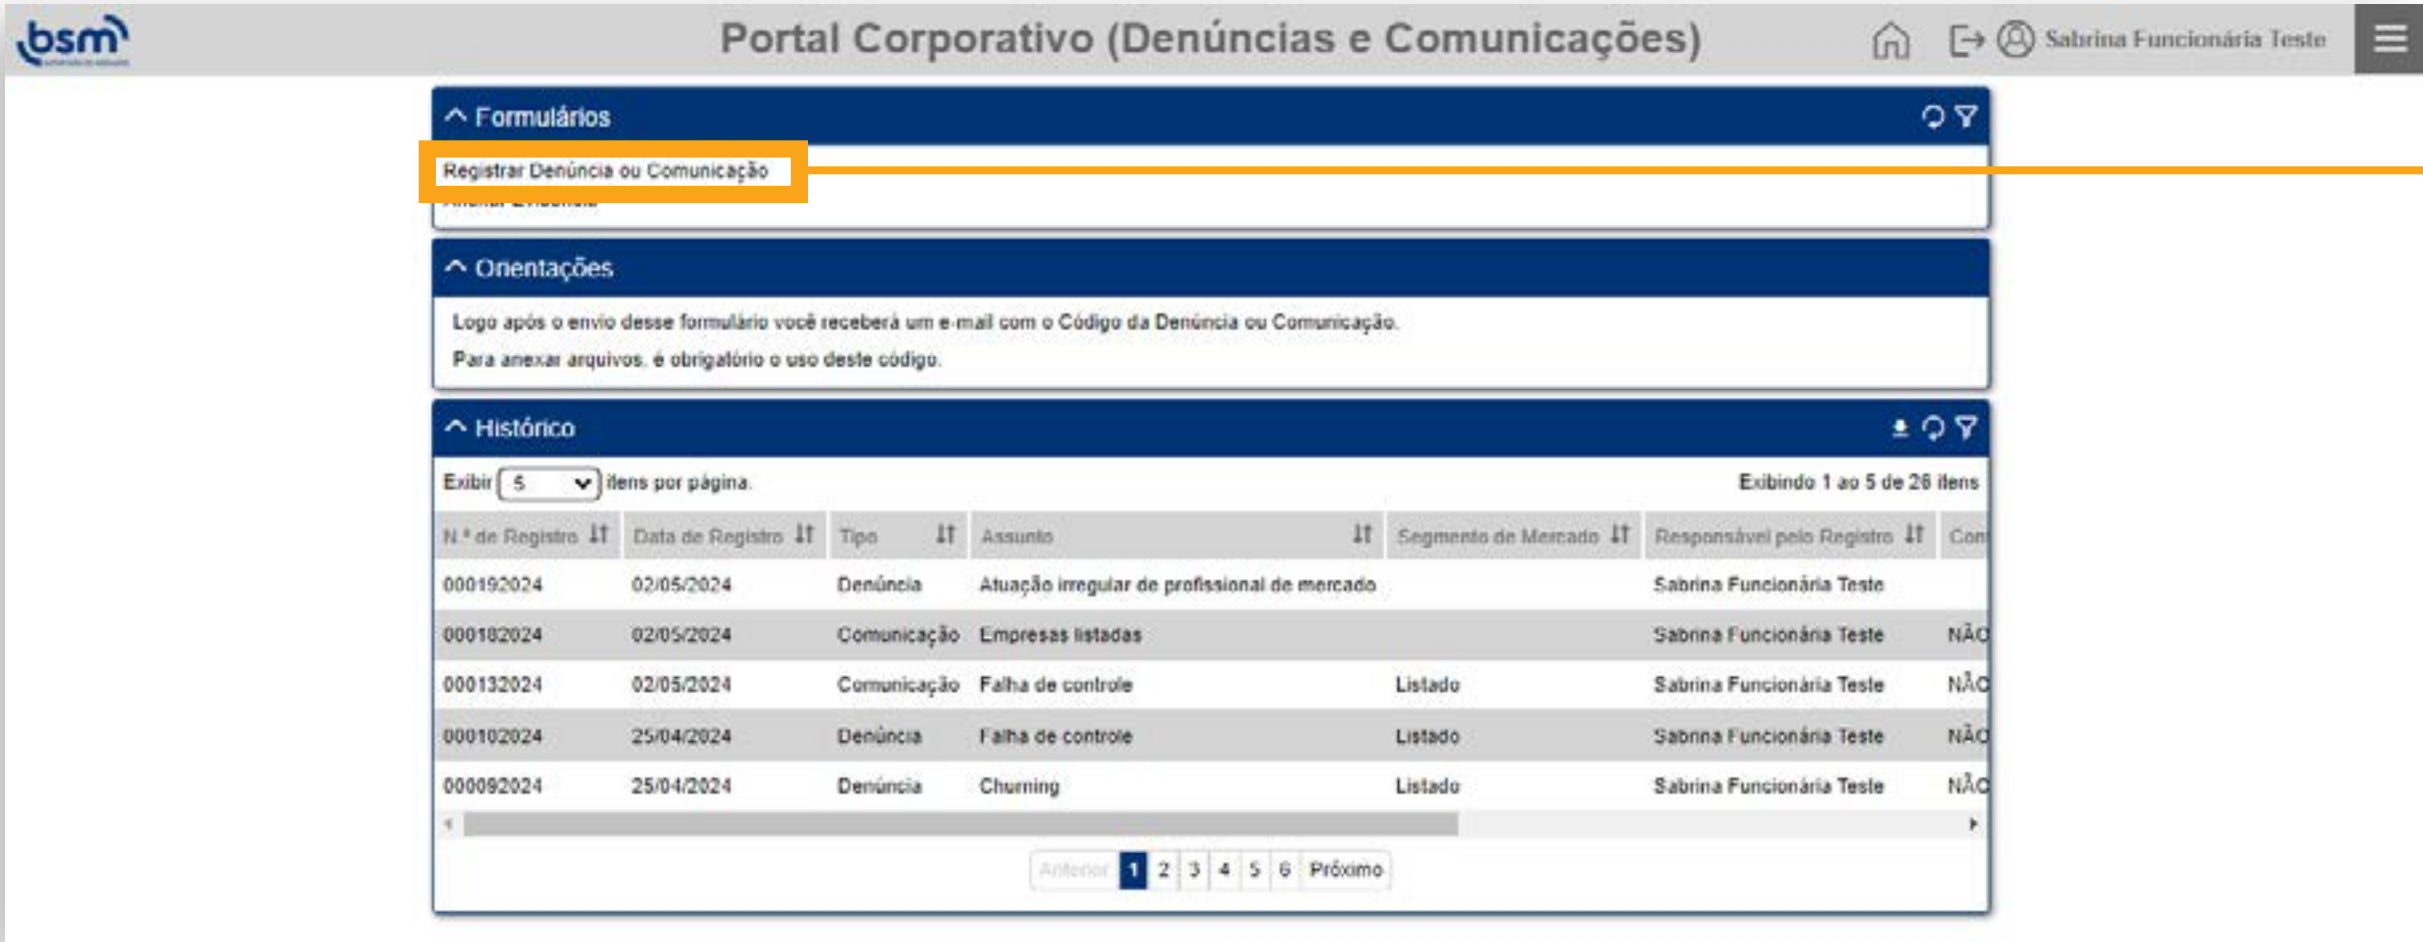 bsm
Portal Corporativo (Denúncias e Comunicações)
Sabrina Funcionária Teste
Formulários
Registrar Denúncia ou Comunicação
Orientações
Logo após o envio desse formulário você receberá um e-mail com o Código da Denúncia ou Comunicação.
Para anexar arquivos, é obrigatório o uso deste código.
Histórico
Exibir 5 itens por página.
Exibindo 1 ao 5 de 26 itens
N.º de Registro Data de Registro Tipo Assunto Segmento de Mercado Responsável pelo Registro
000192024 02/05/2024 Denúncia Atuação irregular de profissional de mercado Sabrina Funcionária Teste
000182024 02/05/2024 Comunicação Empresas listadas Sabrina Funcionária Teste NÃO
000132024 02/05/2024 Comunicação Falha de controle Listado Sabrina Funcionária Teste NÃO
000102024 25/04/2024 Denúncia Falha de controle Listado Sabrina Funcionária Teste NÃO
000092024 25/04/2024 Denúncia Churning Listado Sabrina Funcionária Teste NÃO
Anterior 1 2 3 4 5 6 Próximo